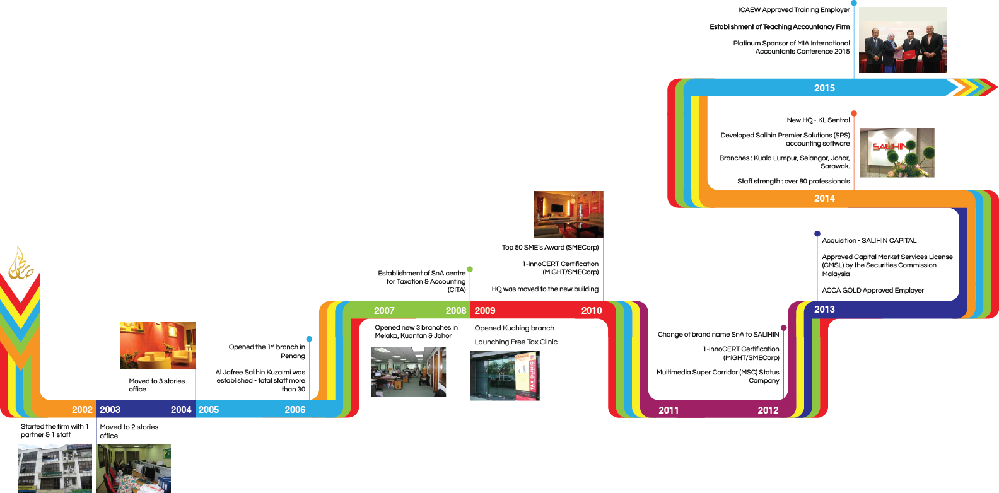 ICAEW Approved Training Employer
Establishment of Teaching Accountancy Firm
Platinum Sponsor of MIA International
Accountants Conference 2015
2015
New HQ - KL Sentral
Developed Salihin Premier Solutions (SPS)
accounting software
Branches : Kuala Lumpur, Selangor, Johor,
Sarawak.
Staff strength : over 80 professionals
SALIHIN
2014
Acquisition - SALIHIN CAPITAL
Approved Capital Market Services License
(CMSL) by the Securities Commission
Malaysia
ACCA GOLD Approved Employer
2013
Top 50 SME's Award (SMECorp)
1-innoCERT Certification
(MiGHT/SMECorp)
HQ was moved to the new building
Establishment of SnA centre
for Taxation & Accounting
(CITA)
2007
2008
2009
2010
Opened new 3 branches in
Melaka, Kuantan & Johor
Opened Kuching branch
Launching Free Tax Clinic
TAX CLINIC
Change of brand name SnA to SALIHIN
1-innoCERT Certification
(MiGHT/SMECorp)
Multimedia Super Corridor (MSC) Status
Company
2011
2012
Opened the 1st branch in
Penang
Al Jafree Salihin Kuzaimi was
established - total staff more
than 30
Moved to 3 stories
office
2002
2003
2004
2005
2006
Started the firm with 1
partner & 1 staff
Moved to 2 stories
office